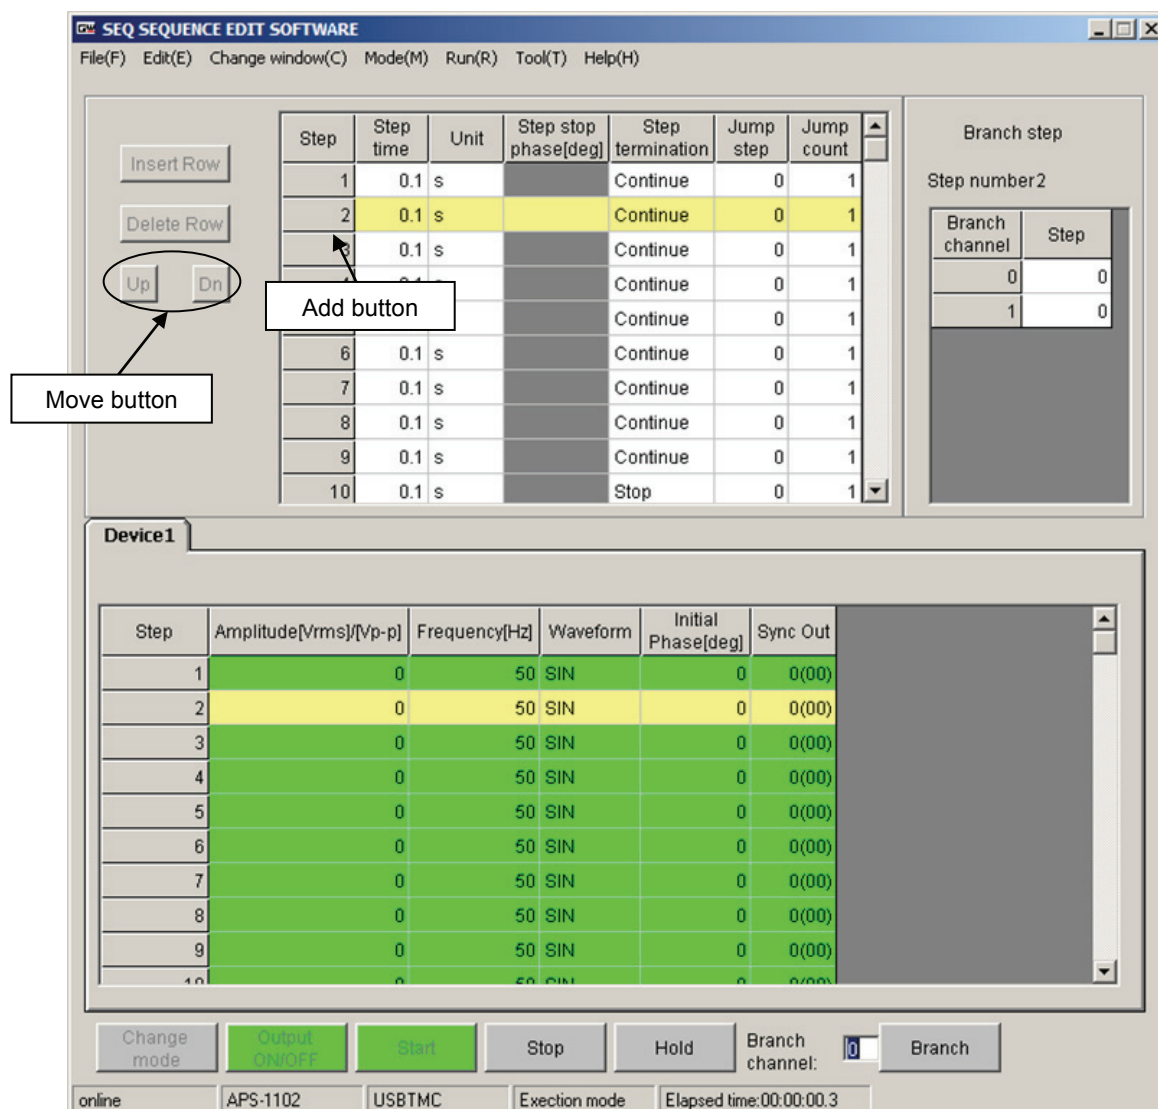 GW SEQ SEQUENCE EDIT SOFTWARE
File(F) Edit(E) Change window(C) Mode(M) Run(R) Tool(T) Help(H)
Insert Row
Delete Row
Up Dn
Move button
Step Step time Unit Step stop phase[deg] Step termination Jump step Jump count
1 0.1 s Continue 0 1
2 0.1 s Continue 0 1
3 0.1 s Continue 0 1
Continue 0 1
Add button
Continue 0 1
6 0.1 s Continue 0 1
7 0.1 s Continue 0 1
8 0.1 s Continue 0 1
9 0.1 s Continue 0 1
10 0.1 s Stop 0 1
Branch step
Step number2
Branch channel Step
0 0
1 0
Device1
Step Amplitude[Vrms]/[Vp-p] Frequency[Hz] Waveform Initial Phase[deg] Sync Out
1 0 50 SIN 0 0(00)
2 0 50 SIN 0 0(00)
3 0 50 SIN 0 0(00)
4 0 50 SIN 0 0(00)
5 0 50 SIN 0 0(00)
6 0 50 SIN 0 0(00)
7 0 50 SIN 0 0(00)
8 0 50 SIN 0 0(00)
9 0 50 SIN 0 0(00)
10 0 50 SIN 0 0(00)
Change mode
Output ON/OFF
Start
Stop
Hold
Branch channel: 0
Branch
online APS-1102 USBTMC Exection mode Elapsed time:00:00:00.3